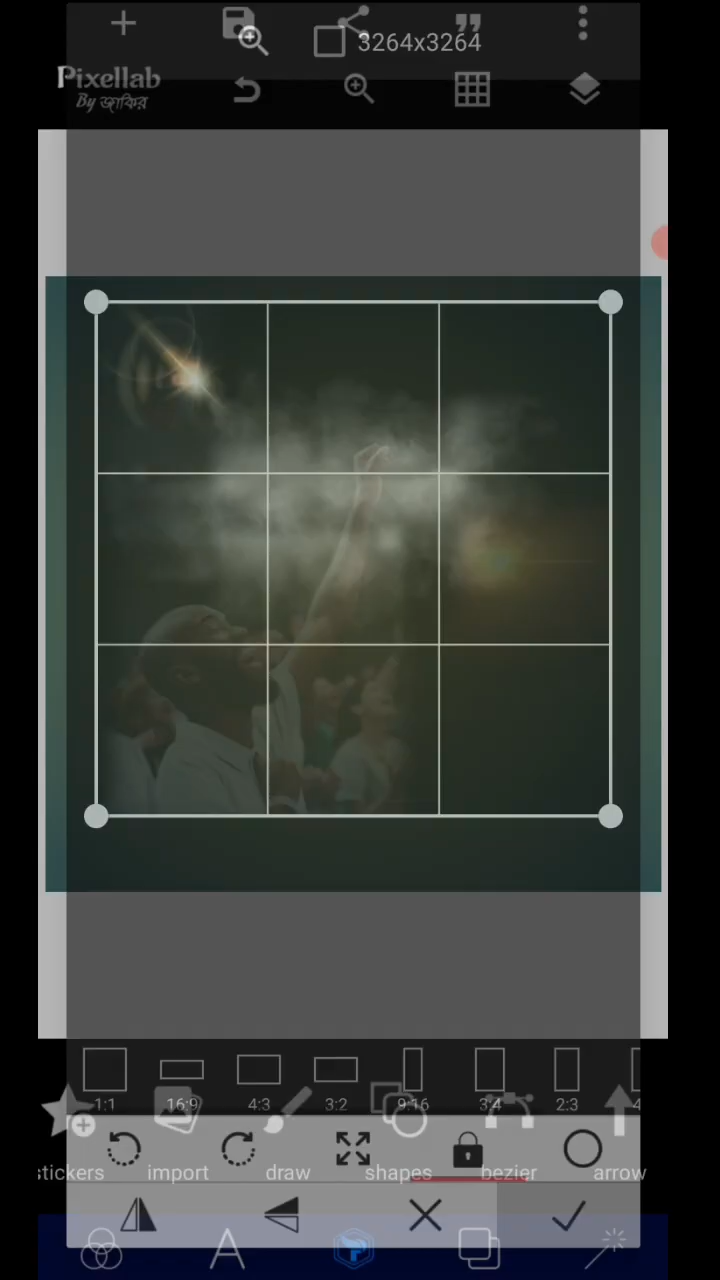 3264x3264
Pixellab
By জাকির
1:1 16:9 4:3 3:2 9:16 3:4 2:3
stickers import draw shapes bezier arrow